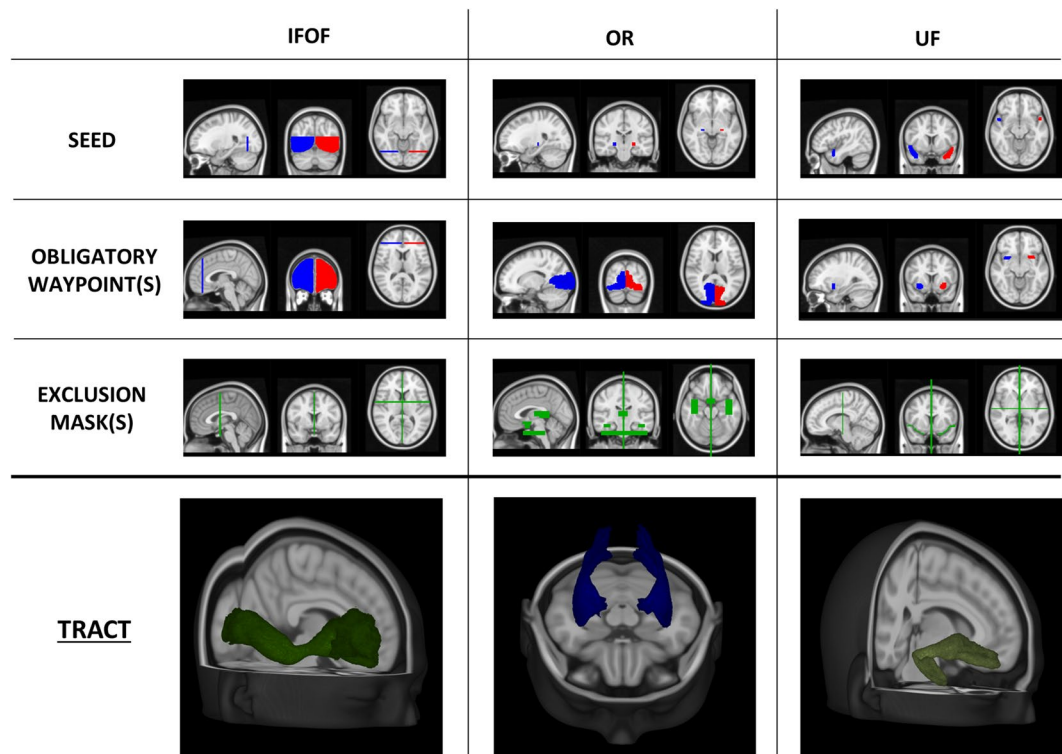 IFOF
OR
UF
SEED
OBLIGATORY
WAYPOINT(S)
EXCLUSION
MASK(S)
TRACT